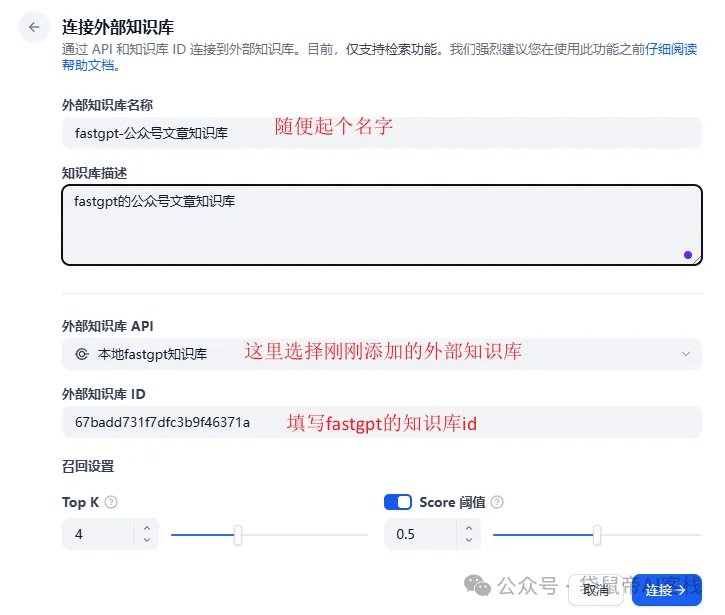 连接外部知识库
通过 API 和知识库 ID 连接到外部知识库。目前，仅支持检索功能。我们强烈建议您在使用此功能之前仔细阅读
帮助文档。
外部知识库名称
fastgpt-公众号文章知识库 随便起个名字
知识库描述
fastgpt的公众号文章知识库
外部知识库 API
本地fastgpt知识库 这里选择刚刚添加的外部知识库
外部知识库 ID
67badd731f7dfc3b9f46371a 填写fastgpt的知识库id
召回设置
Top K Score 阈值
4 0.5
公众号 · 袋鼠帝AI客栈
取消 连接→